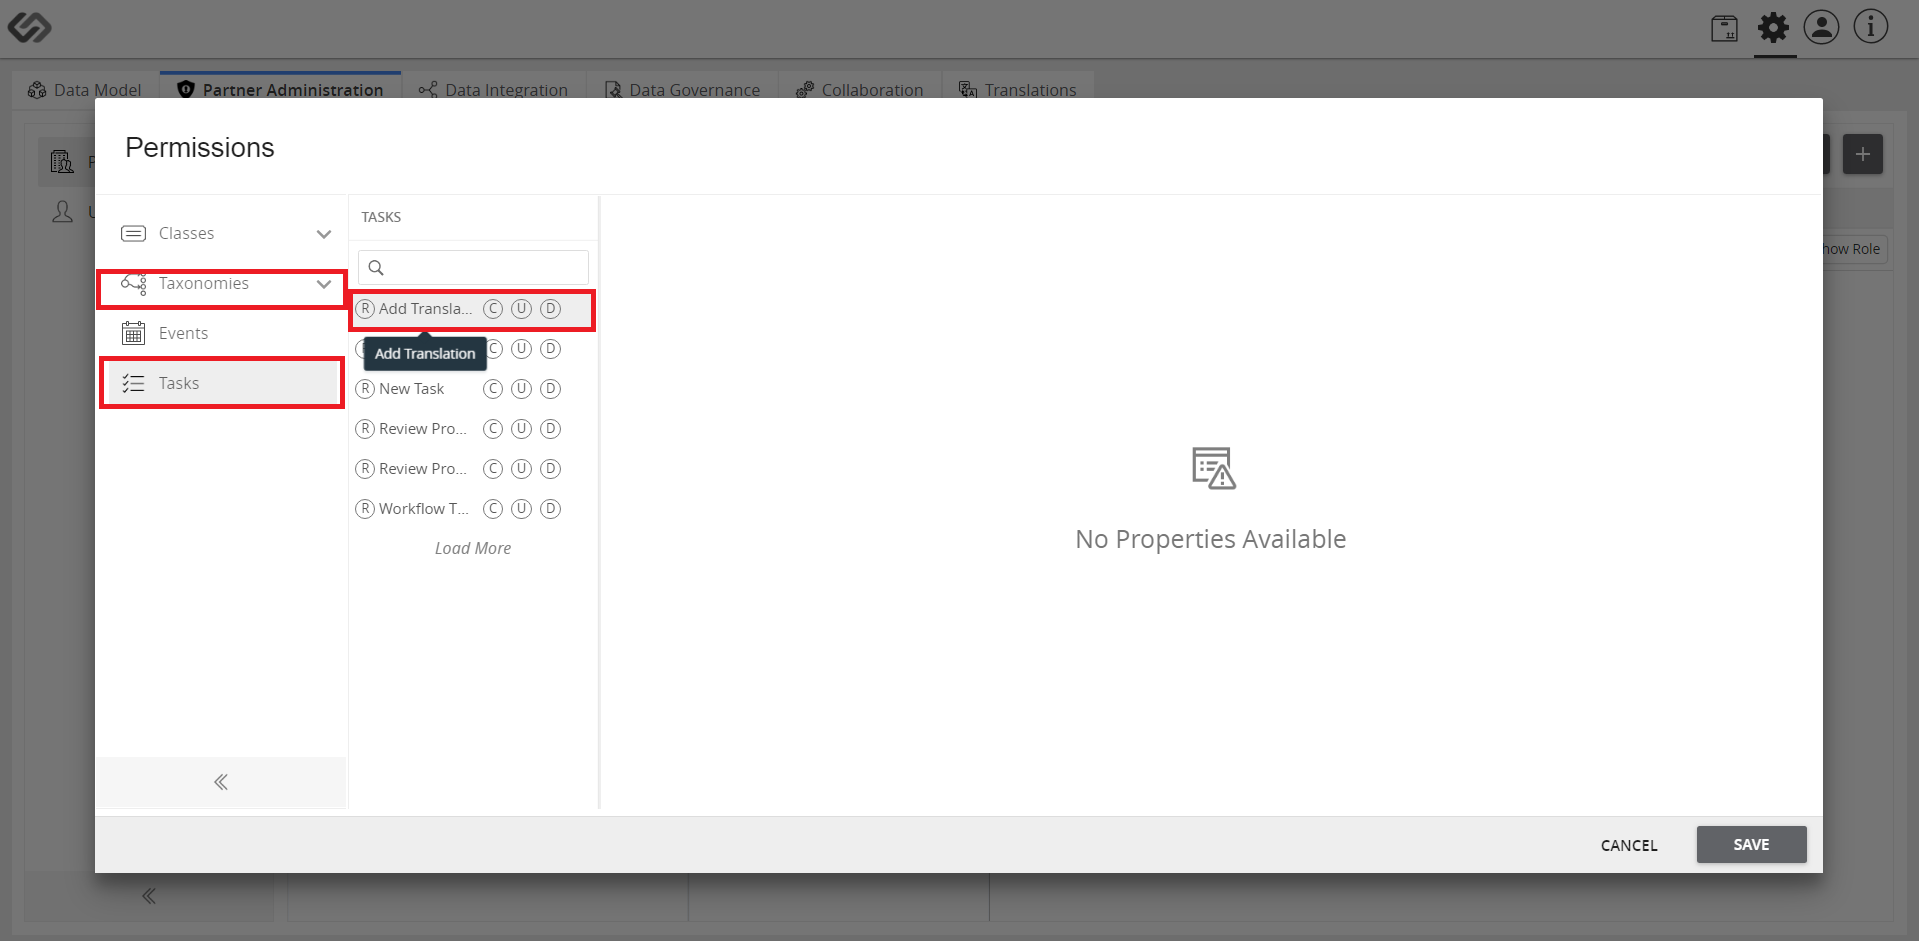 Data Model
Partner Administration
Data Integration
Data Governance
Collaboration
Translations
Permissions
Classes
Taxonomies
Events
Tasks
TASKS
R Add Transla... C U D
Add Translation
C U D
R New Task C U D
R Review Pro... C U D
R Review Pro... C U D
R Workflow T... C U D
Load More
No Properties Available
how Role
CANCEL
SAVE